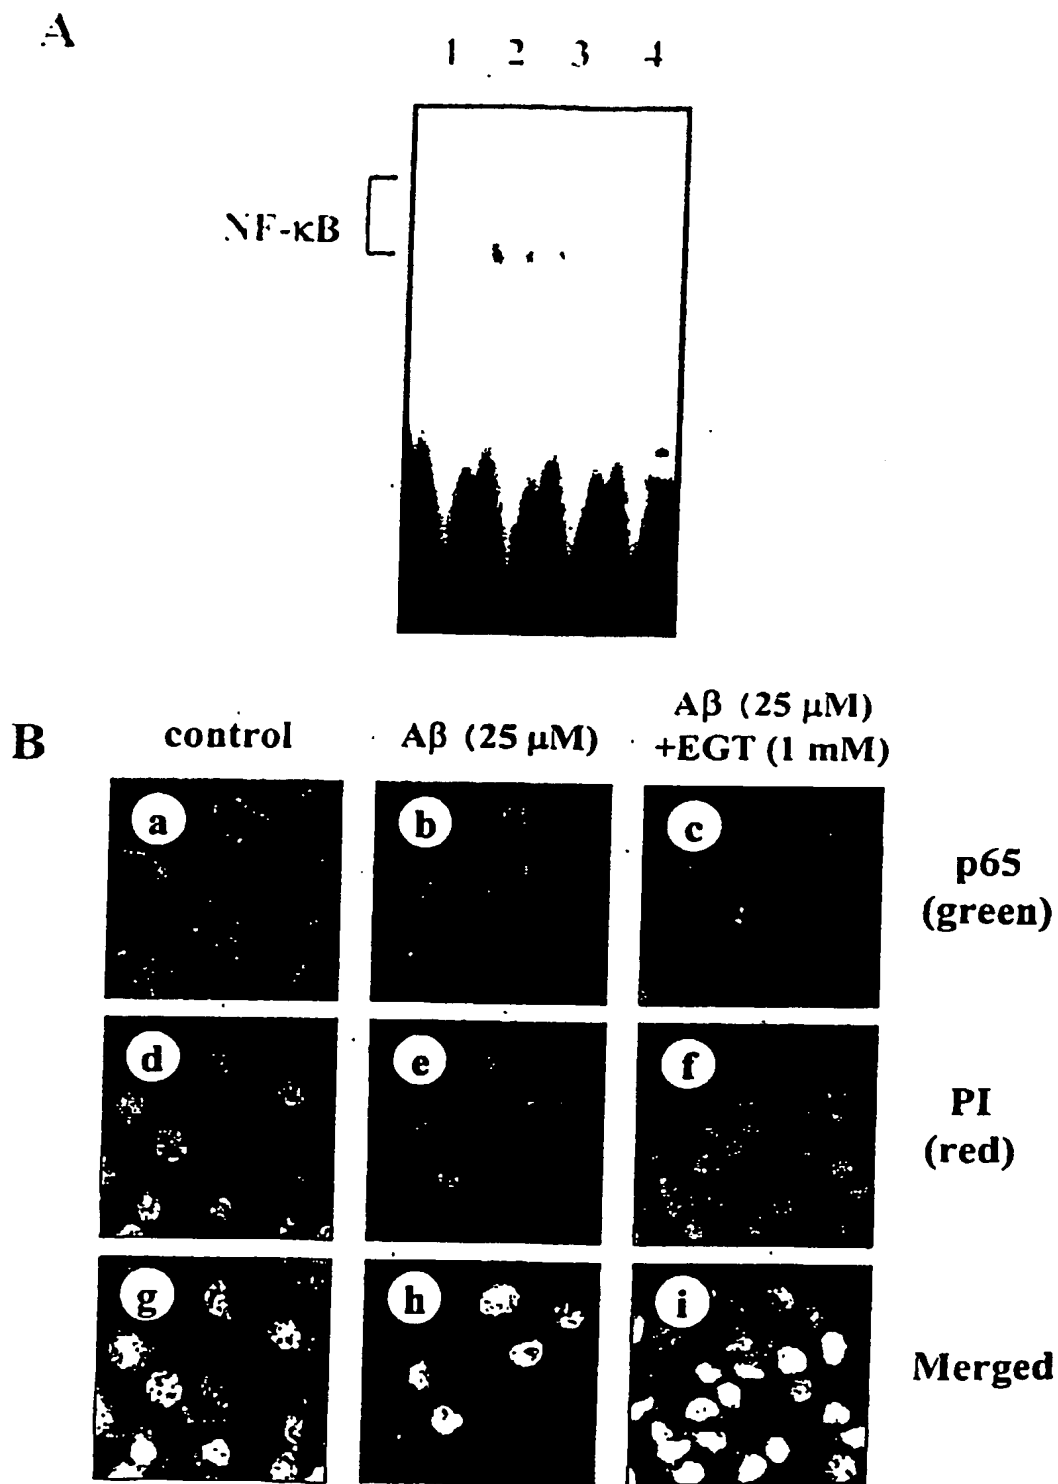 A
1 2 3 4
NF-κB
B
control
Aβ (25 μM)
Aβ (25 μM)
+EGT (1 mM)
a
b
c
p65
(green)
d
e
f
PI
(red)
g
h
i
Merged